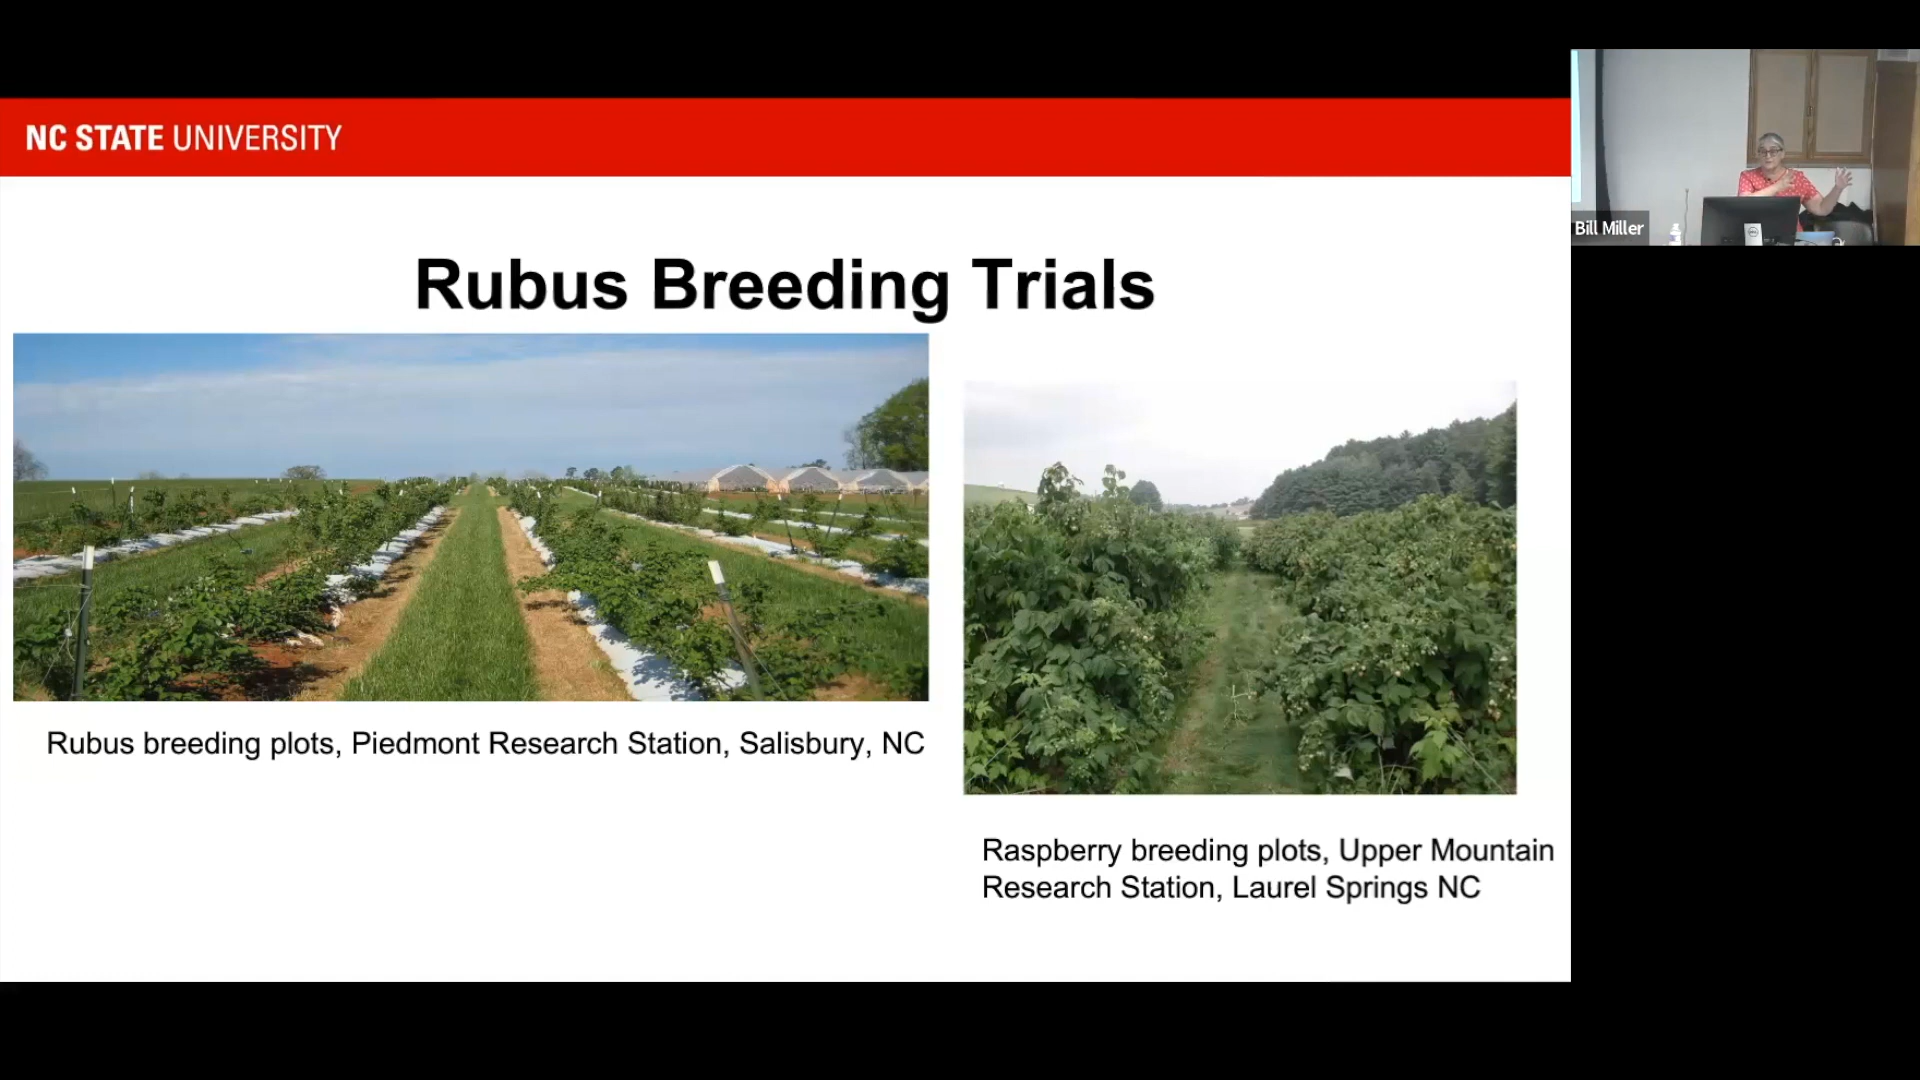 NC STATE UNIVERSITY
Bill Miller
Rubus Breeding Trials
Rubus breeding plots, Piedmont Research Station, Salisbury, NC
Raspberry breeding plots, Upper Mountain
Research Station, Laurel Springs NC